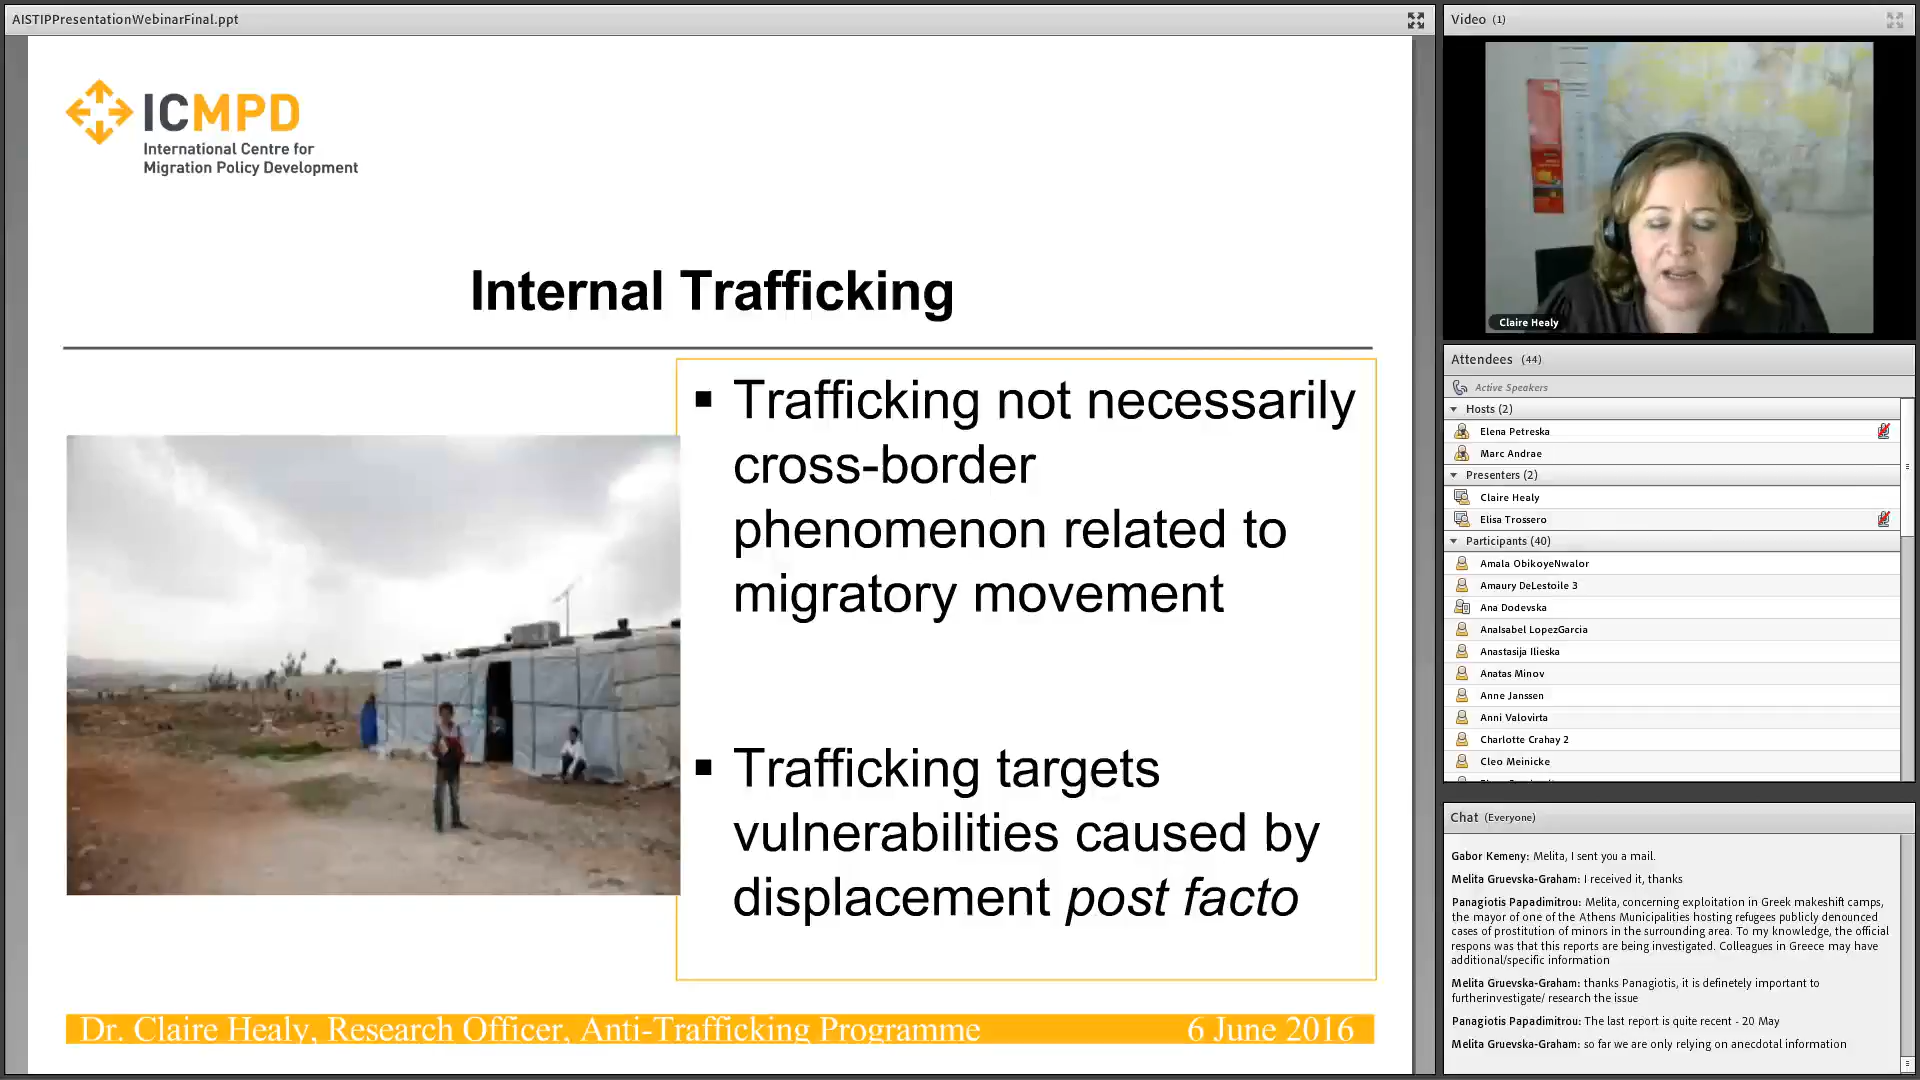 AISTIPPresentationWebinarFinal.ppt
ICMPD
International Centre for
Migration Policy Development
Internal Trafficking
▪ Trafficking not necessarily
cross-border
phenomenon related to
migratory movement
▪ Trafficking targets
vulnerabilities caused by
displacement post facto
Dr. Claire Healy, Research Officer, Anti-Trafficking Programme
6 June 2016
Video (1)
Claire Healy
Attendees (44)
Active Speakers
Hosts (2)
Elena Petreska
Marc Andrae
Presenters (2)
Claire Healy
Elisa Trossero
Participants (40)
Amala ObikoyeNwalor
Amaury DeLestoile 3
Ana Dodevska
AnaIsabel LopezGarcia
Anastasija Ilieska
Anatas Minov
Anne Janssen
Anni Valovirta
Charlotte Crahay 2
Cleo Meinicke
Chat (Everyone)
Gabor Kemeny: Melita, I sent you a mail.
Melita Gruevska-Graham: I received it, thanks
Panagiotis Papadimitrou: Melita, concerning exploitation in Greek makeshift camps,
the mayor of one of the Athens Municipalities hosting refugees publicly denounced
cases of prostitution of minors in the surrounding area. To my knowledge, the official
respons was that this reports are being investigated. Colleagues in Greece may have
additional/specific information
Melita Gruevska-Graham: thanks Panagiotis, it is definetely important to
furtherinvestigate/ research the issue
Panagiotis Papadimitrou: The last report is quite recent - 20 May
Melita Gruevska-Graham: so far we are only relying on anecdotal information